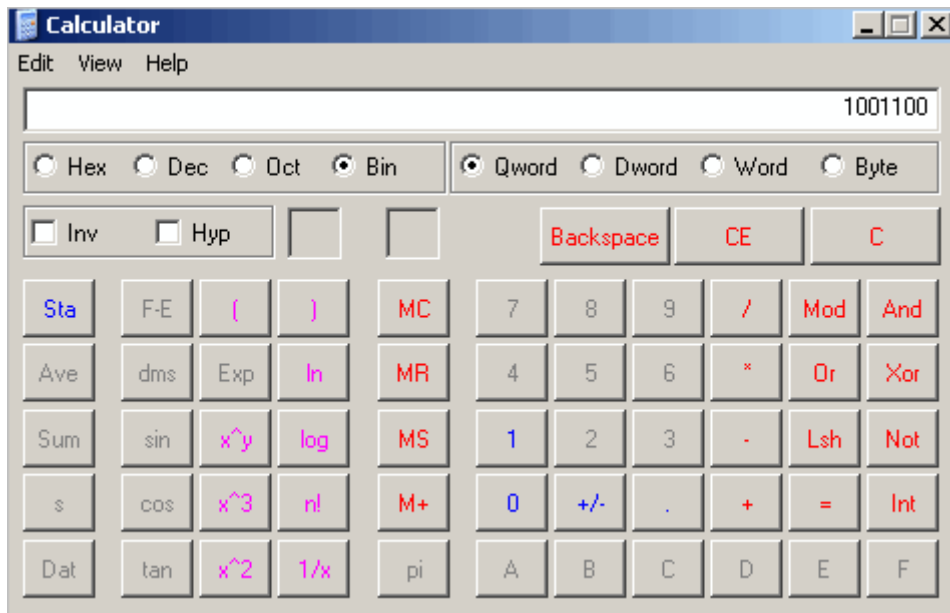 Calculator
Edit View Help
1001100
Hex Dec Oct Bin Qword Dword Word Byte
Inv Hyp Backspace CE C
Sta F-E ( ) MC 7 8 9 / Mod And
Ave dms Exp ln MR 4 5 6 * Or Xor
Sum sin x^y log MS 1 2 3 - Lsh Not
s cos x^3 n! M+ 0 +/- . + = Int
Dat tan x^2 1/x pi A B C D E F